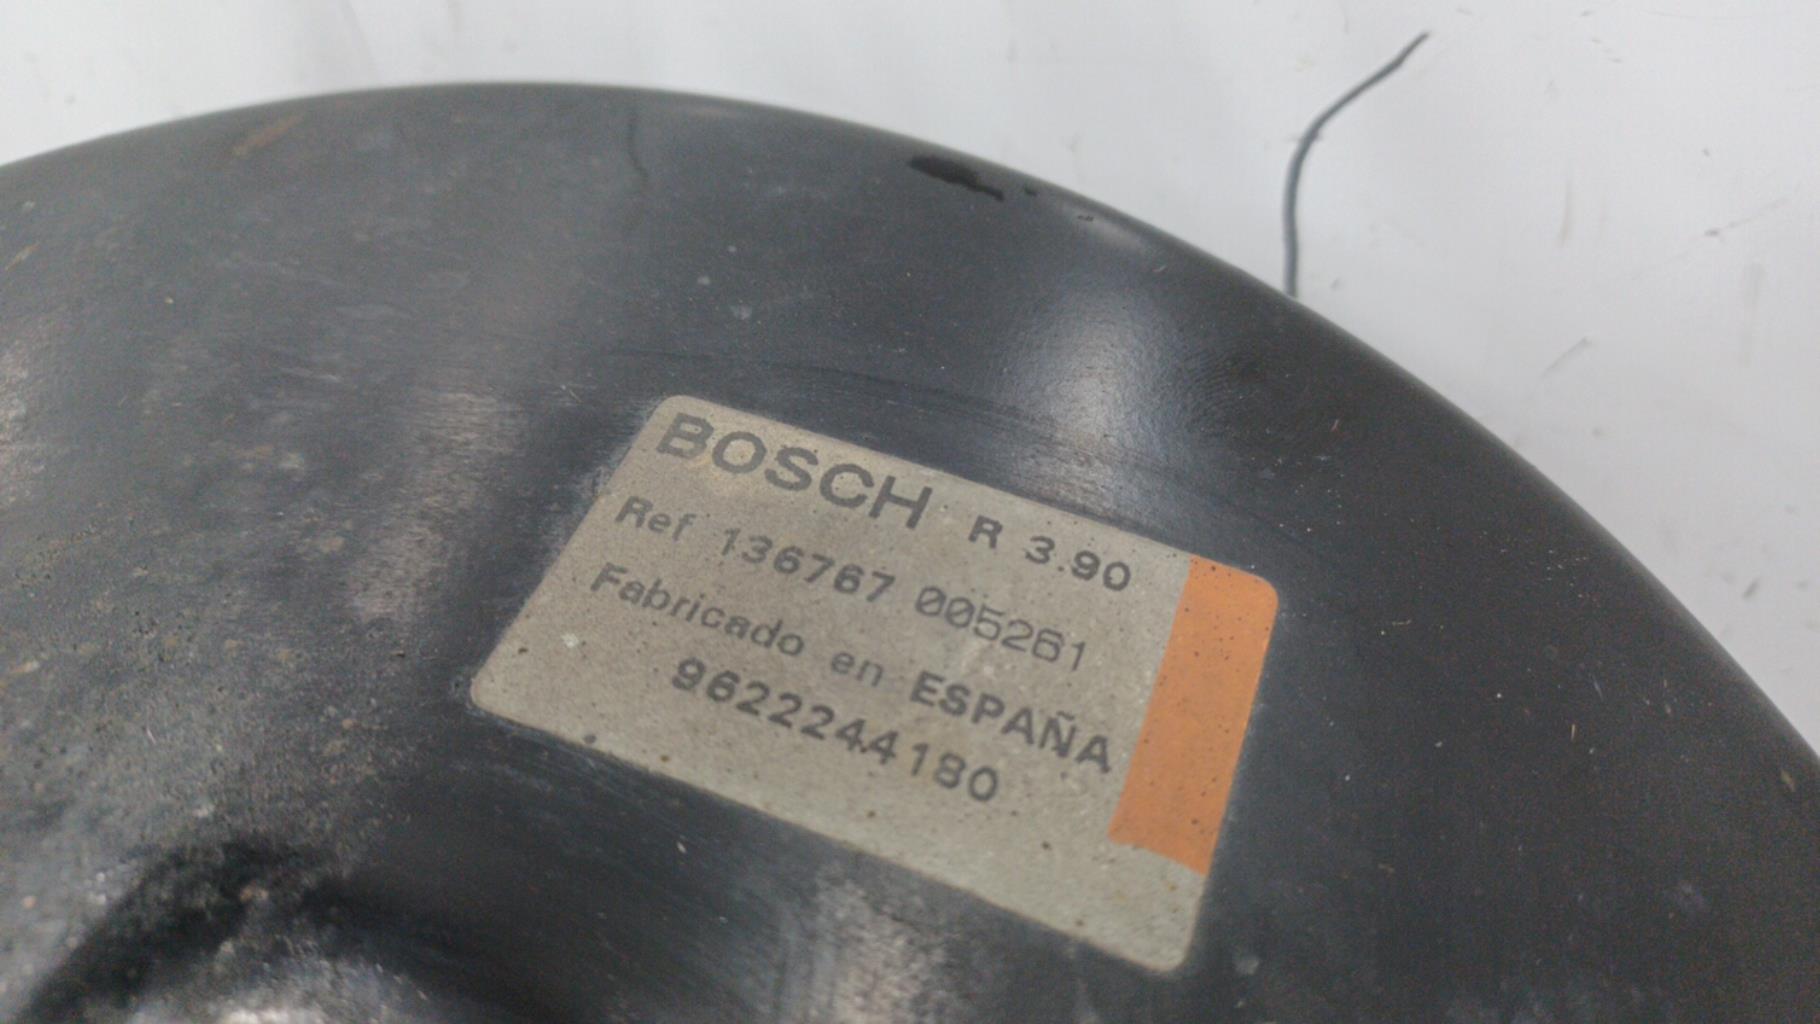 BOSCH R 3.90
Ref 136767 005261
Fabricado en ESPAÑA
9622244180